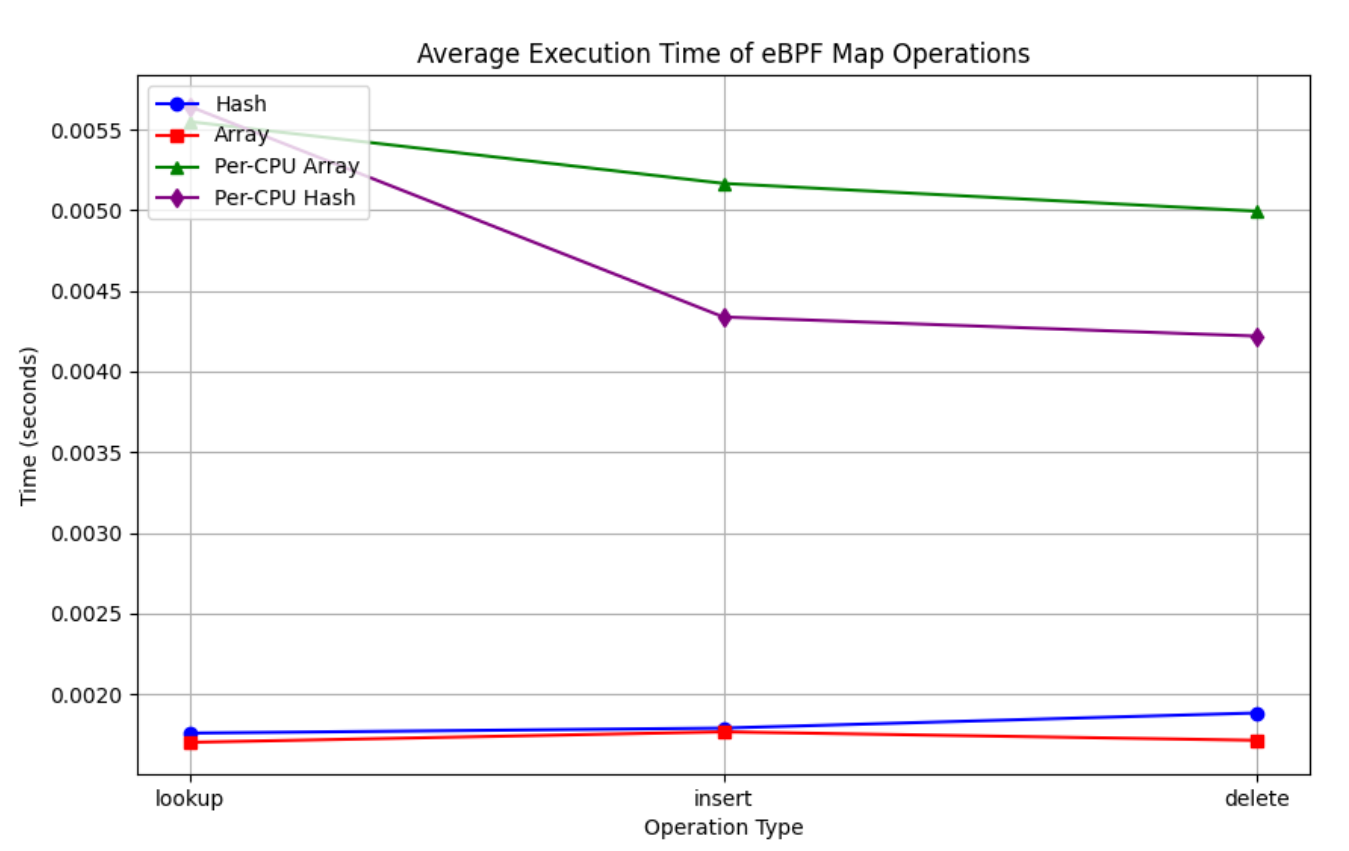 Average Execution Time of eBPF Map Operations
Hash
Array
Per-CPU Array
Per-CPU Hash
0.0055
0.0050
0.0045
0.0040
0.0035
0.0030
0.0025
0.0020
Time (seconds)
lookup
insert
delete
Operation Type